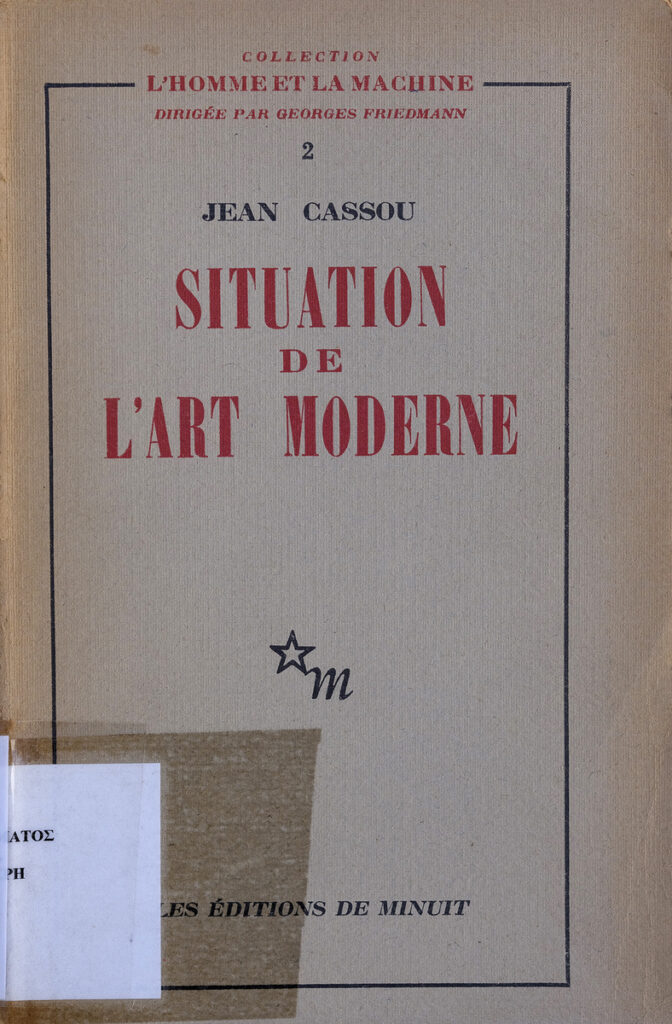 COLLECTION
L'HOMME ET LA MACHINE
DIRIGÉE PAR GEORGES FRIEDMANN
2
JEAN CASSOU
SITUATION
DE
L'ART MODERNE
m
ΑΤΟΣ
ΡΗ
LES ÉDITIONS DE MINUIT